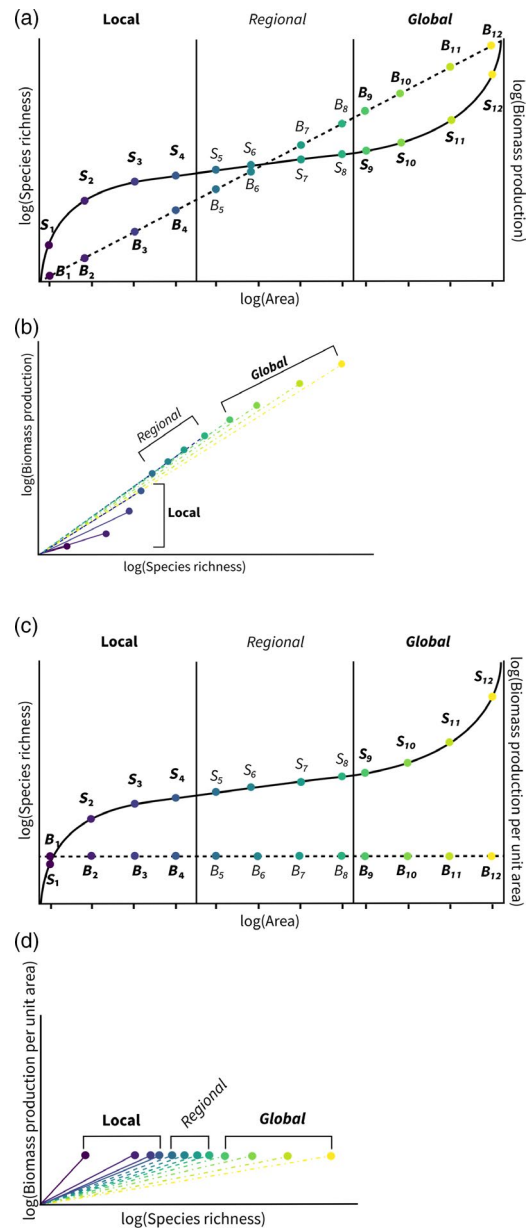 (a)
Local Regional Global
log(Species richness)
log(Biomass production)
S1 S2 S3 S4 S5 S6 S7 S8 S9 S10 S11 S12
B1 B2 B3 B4 B5 B6 B7 B8 B9 B10 B11 B12
log(Area)
(b)
log(Biomass production)
Regional
Global
Local
log(Species richness)
(c)
Local Regional Global
log(Species richness)
log(Biomass production per unit area)
S1 S2 S3 S4 S5 S6 S7 S8 S9 S10 S11 S12
B1 B2 B3 B4 B5 B6 B7 B8 B9 B10 B11 B12
log(Area)
(d)
log(Biomass production per unit area)
Local Regional Global
log(Species richness)